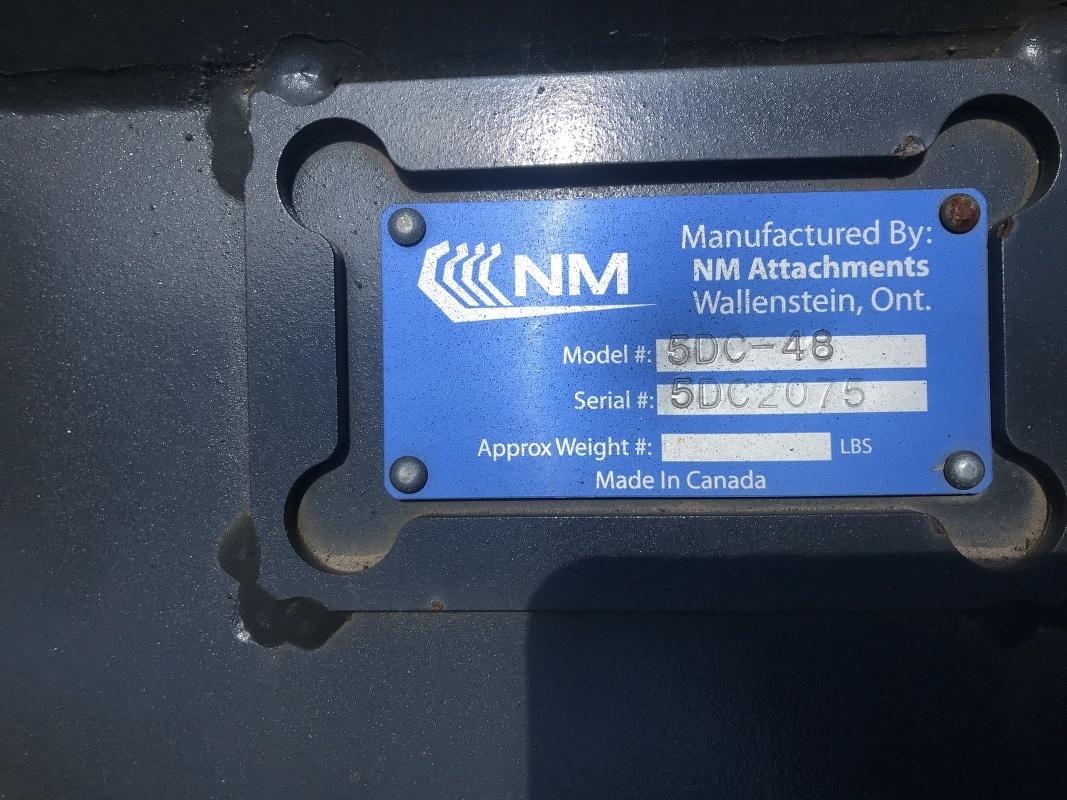 NM
Manufactured By:
NM Attachments
Wallenstein, Ont.
Model #: 5DC-48
Serial #: 5DC2075
Approx Weight #: LBS
Made In Canada